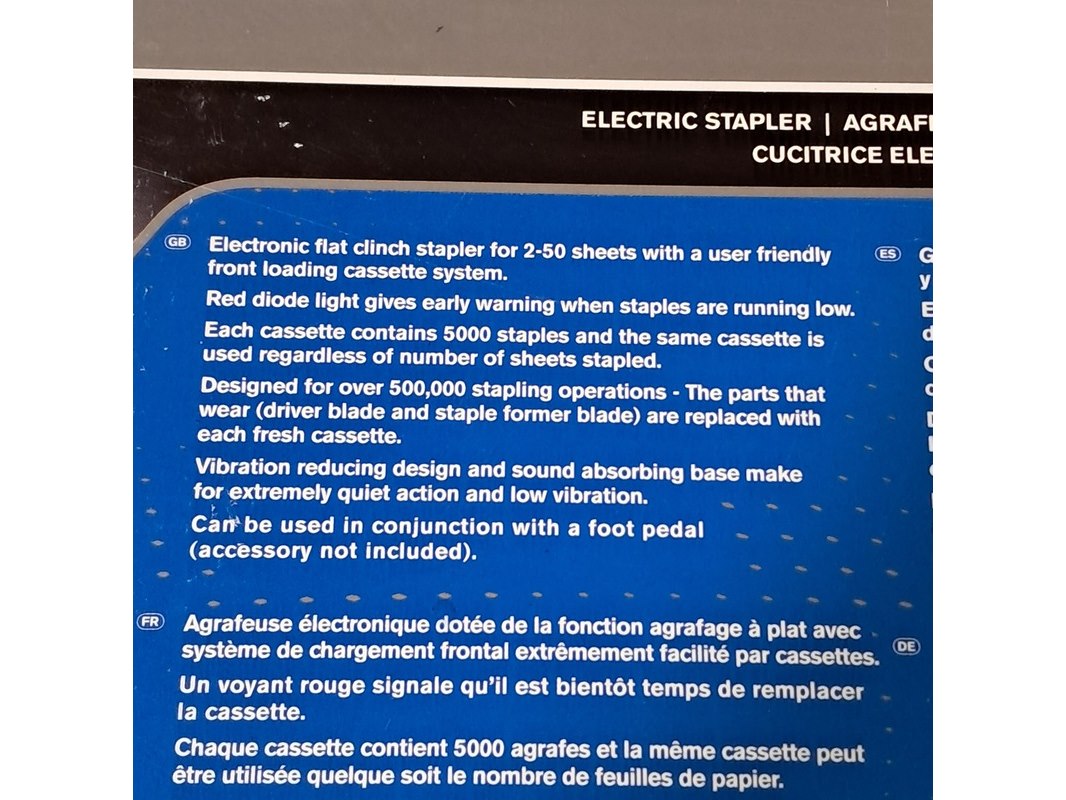 ELECTRIC STAPLER |
CUCITRICE
GB
Electronic flat clinch stapler for 2-50 sheets with a user friendly
front loading cassette system.
Red diode light gives early warning when staples are running low.
Each cassette contains 5000 staples and the same cassette is
used regardless of number of sheets stapled.
Designed for over 500,000 stapling operations - The parts that
wear (driver blade and staple former blade) are replaced with
each fresh cassette.
Vibration reducing design and sound absorbing base make
for extremely quiet action and low vibration.
Can be used in conjunction with a foot pedal
(accessory not included).
FR
Agrafeuse électronique dotée de la fonction agrafage à plat avec
système de chargement frontal extrêmement facilité par cassettes.
Un voyant rouge signale qu'il est bientôt temps de remplacer
la cassette.
Chaque cassette contient 5000 agrafes et la même cassette peut
être utilisée quelque soit le nombre de feuilles de papier.
ES
y
DE